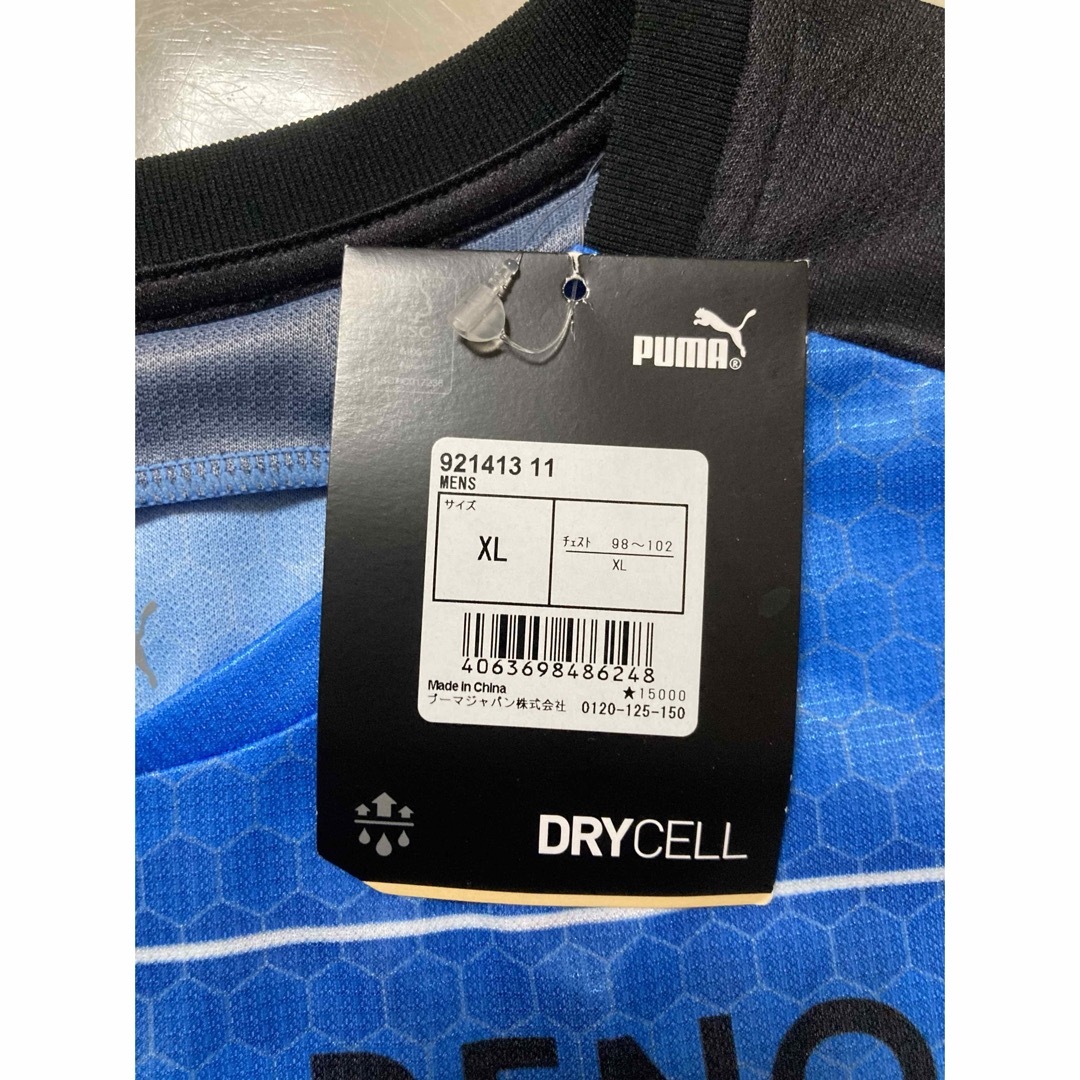 PUMA®
921413 11
MENS
サイズ
XL
チェスト 98～102
XL
4063698486248
Made in China
★15000
プーマジャパン株式会社 0120-125-150
DRYCELL